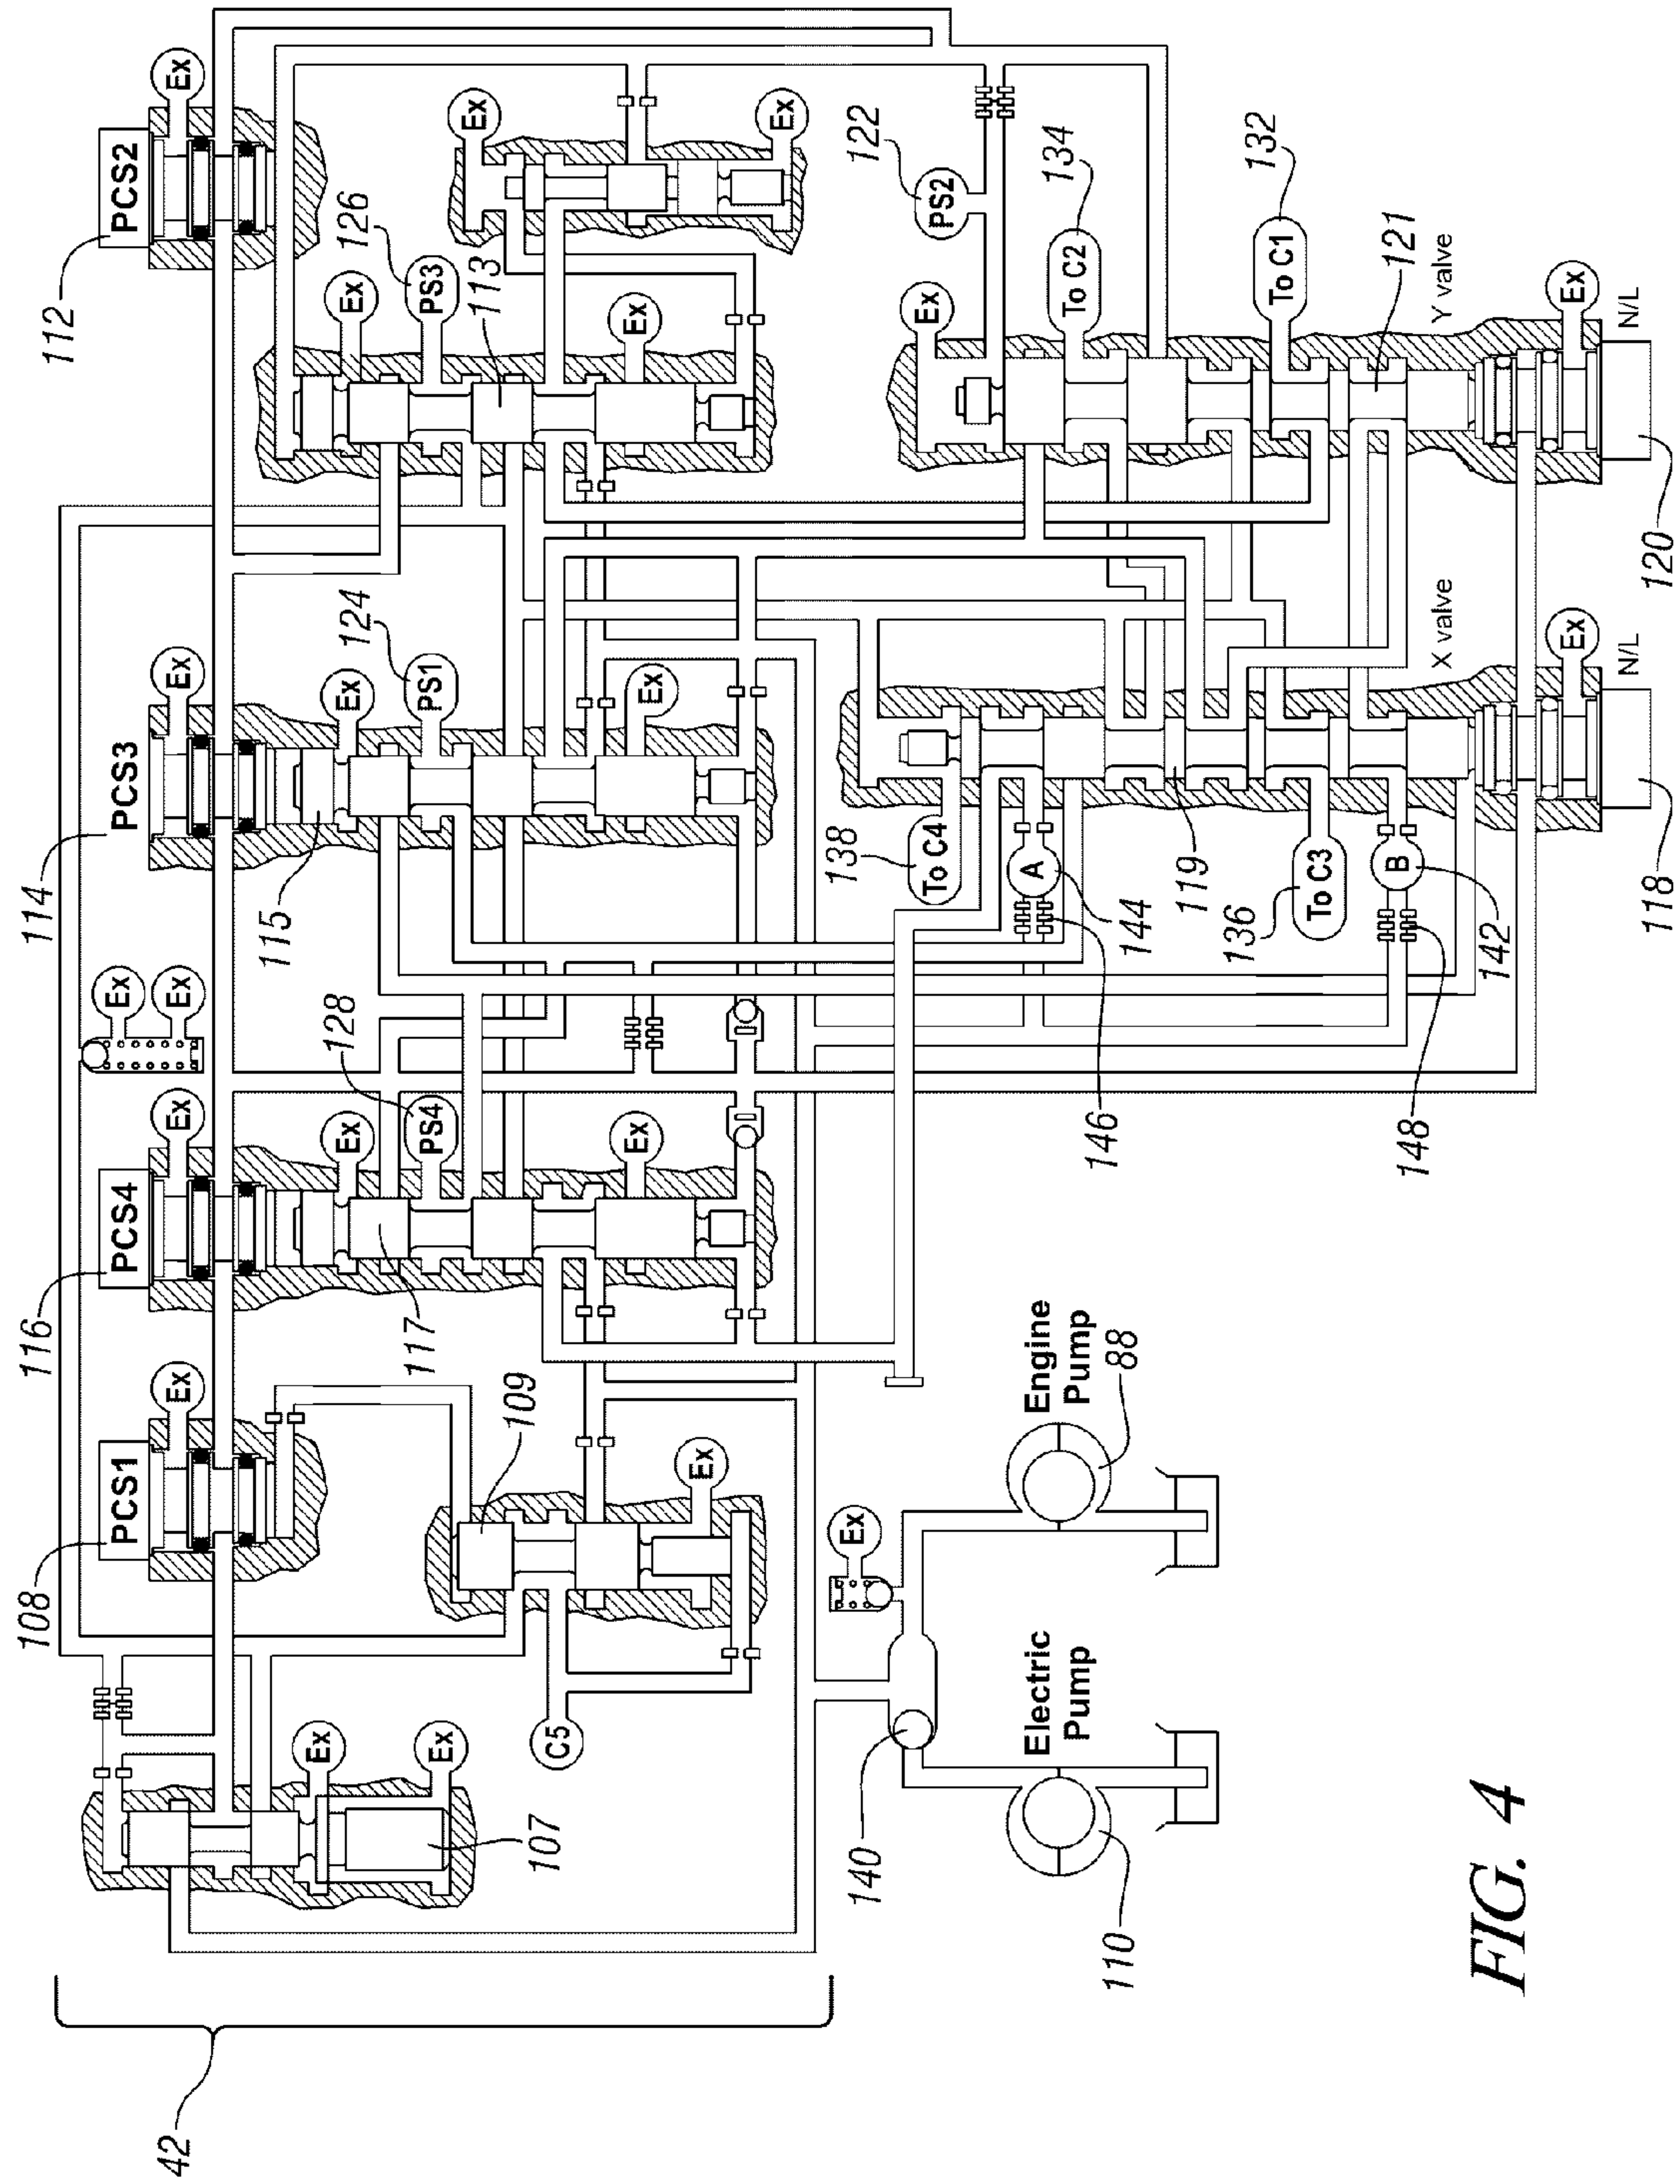 112
PCS2
Ex
Ex
Ex
126
PS3
113
Ex
Ex
122
PS2
134
To C2
132
To C1
121
Ex
Y valve
Ex
N/L
120
114
PCS3
Ex
115
124
PS1
Ex
Ex
138
To C4
A
144
146
119
136
To C3
B
142
148
X valve
Ex
N/L
118
Ex
Ex
116
PCS4
Ex
128
PS4
Ex
Ex
117
108
PCS1
Ex
109
Ex
C5
107
Ex
Ex
Ex
140
Engine
Pump
88
Electric
Pump
110
42
FIG. 4